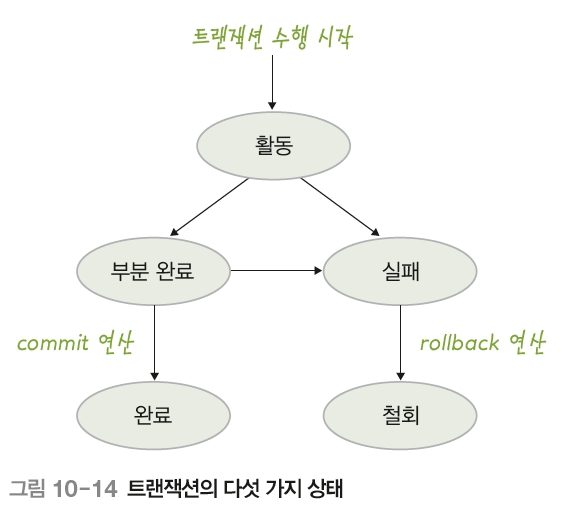 트랜잭션 수행 시작
활동
부분 완료
실패
commit 연산
rollback 연산
완료
철회
그림 10-14 트랜잭션의 다섯 가지 상태